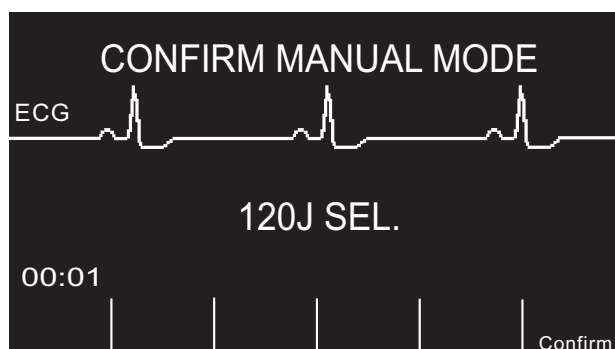 CONFIRM MANUAL MODE
ECG
120J SEL.
00:01
Confirm